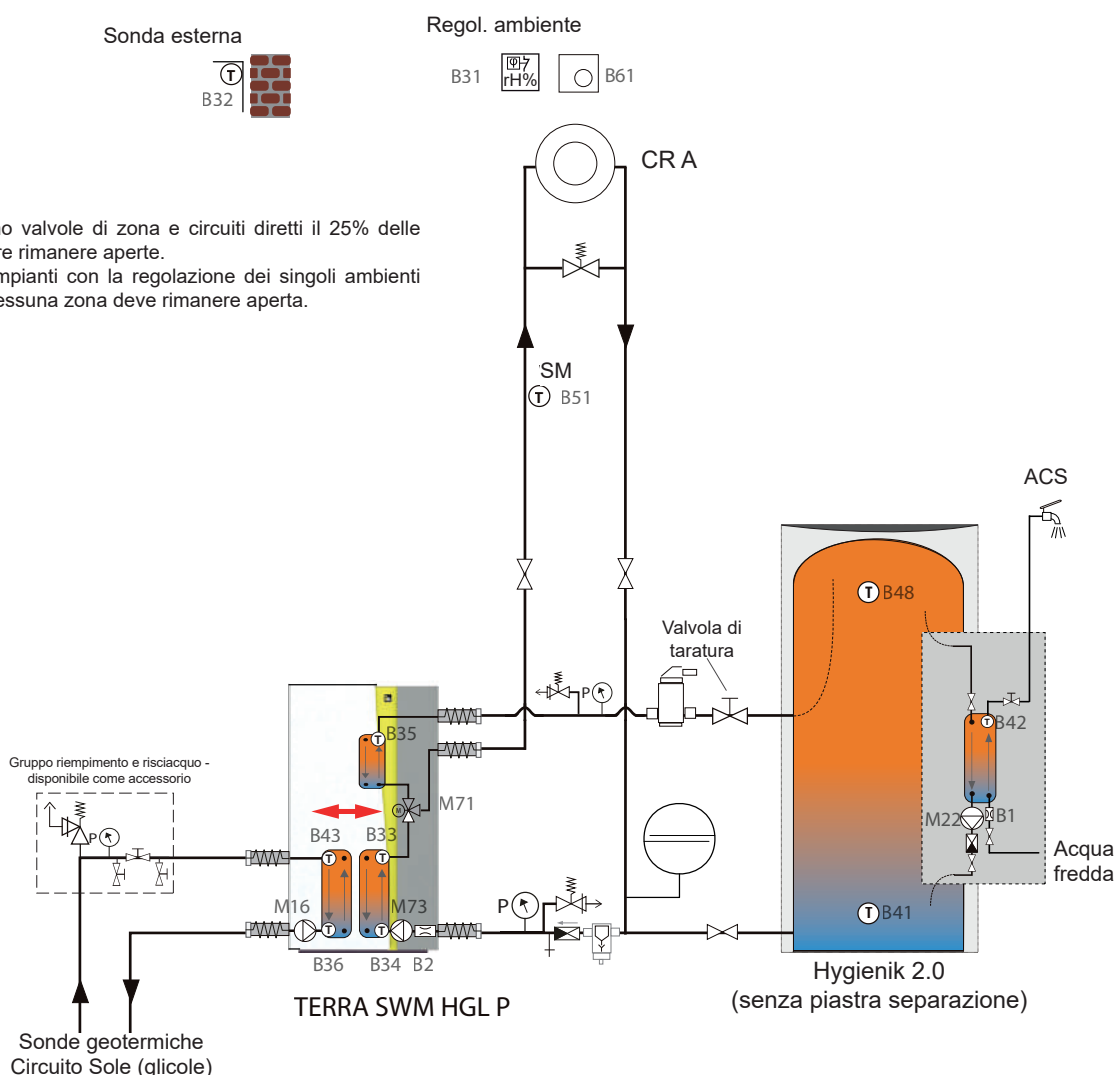 Sonda esterna
Regol. ambiente
T
B32
B31
rH%
B61
CR A
no valvole di zona e circuiti diretti il 25% delle
re rimanere aperte.
mpianti con la regolazione dei singoli ambienti
essuna zona deve rimanere aperta.
SM
T B51
ACS
T B48
Valvola di
taratura
P
T B35
T B42
Gruppo riempimento e risciacquo -
disponibile come accessorio
P
M M71
B43 B33
T T
M22 B1
Acqua
fredda
M16 M73
T T
P
T B41
B36 B34 B2
TERRA SWM HGL P
Hygienik 2.0
(senza piastra separazione)
Sonde geotermiche
Circuito Sole (glicole)